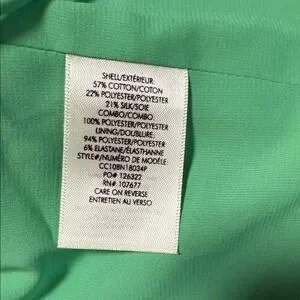 SHELL/EXTÉRIEUR:
57% COTTON/COTON
22% POLYESTER/POLYESTER
21% SILK/SOIE
COMBO/COMBO
100% POLYESTER/POLYESTER
LINING/DOUBLURE:
94% POLYESTER/POLYESTER
6% ELASTANE/ÉLASTHANNE
STYLE#/NUMÉRO DE MODÈLE:
CC108N18034P
PO# 126322
RN# 107677
CARE ON REVERSE
ENTRETIEN AU VERSO